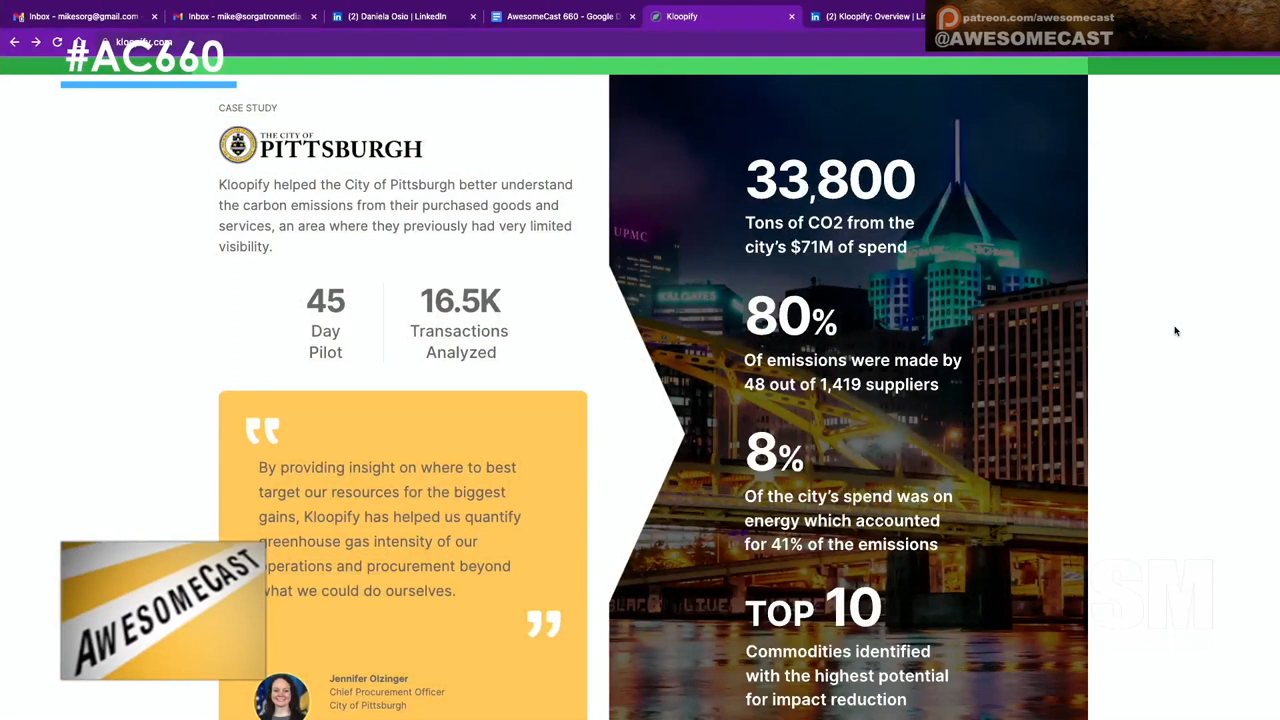 Inbox - mikesorg@gmail.com
Inbox - mike@sorgatronmedia
(2) Daniela Osio | LinkedIn
AwesomeCast 660 - Google D
Kloopify
(2) Kloopify: Overview | Li
patreon.com/awesomecast
@AWESOMECAST
kloopify.com
#AC660
CASE STUDY
THE CITY OF
PITTSBURGH
Kloopify helped the City of Pittsburgh better understand
the carbon emissions from their purchased goods and
services, an area where they previously had very limited
visibility.
45
Day
Pilot
16.5K
Transactions
Analyzed
By providing insight on where to best
target our resources for the biggest
gains, Kloopify has helped us quantify
greenhouse gas intensity of our
operations and procurement beyond
what we could do ourselves.
Jennifer Olzinger
Chief Procurement Officer
City of Pittsburgh
AWESOMECAST
33,800
Tons of CO2 from the
city's $71M of spend
80%
Of emissions were made by
48 out of 1,419 suppliers
8%
Of the city's spend was on
energy which accounted
for 41% of the emissions
TOP 10
Commodities identified
with the highest potential
for impact reduction
UPMC
K&L GATES
HIGHMARK
BLACK LIVES
SM